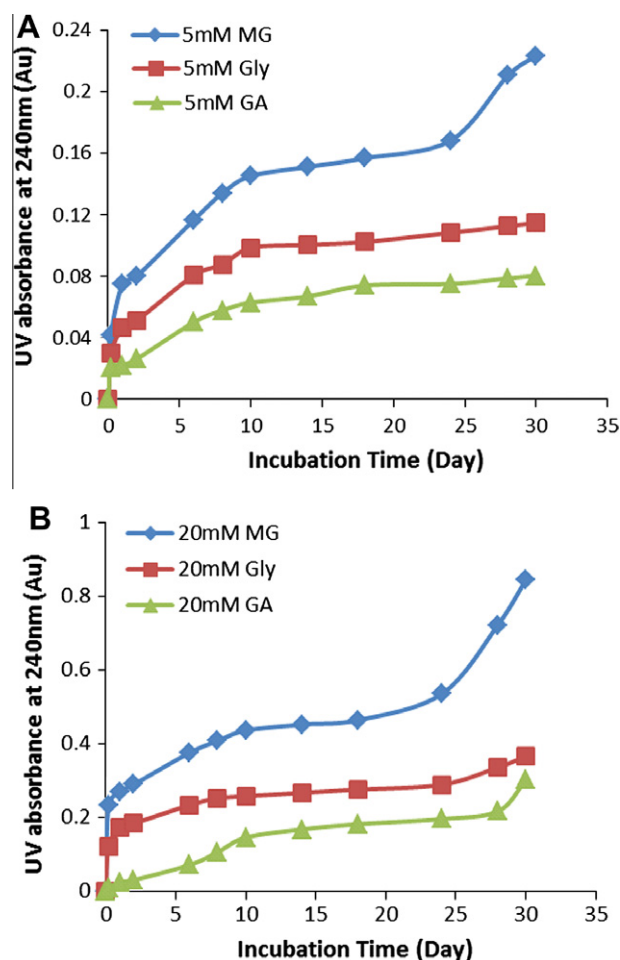 A
0.24
0.2
0.16
0.12
0.08
0.04
0
UV absorbance at 240nm (Au)
5mM MG
5mM Gly
5mM GA
0 5 10 15 20 25 30 35
Incubation Time (Day)
B
1
0.8
0.6
0.4
0.2
0
UV absorbance at 240nm (Au)
20mM MG
20mM Gly
20mM GA
0 5 10 15 20 25 30 35
Incubation Time (Day)